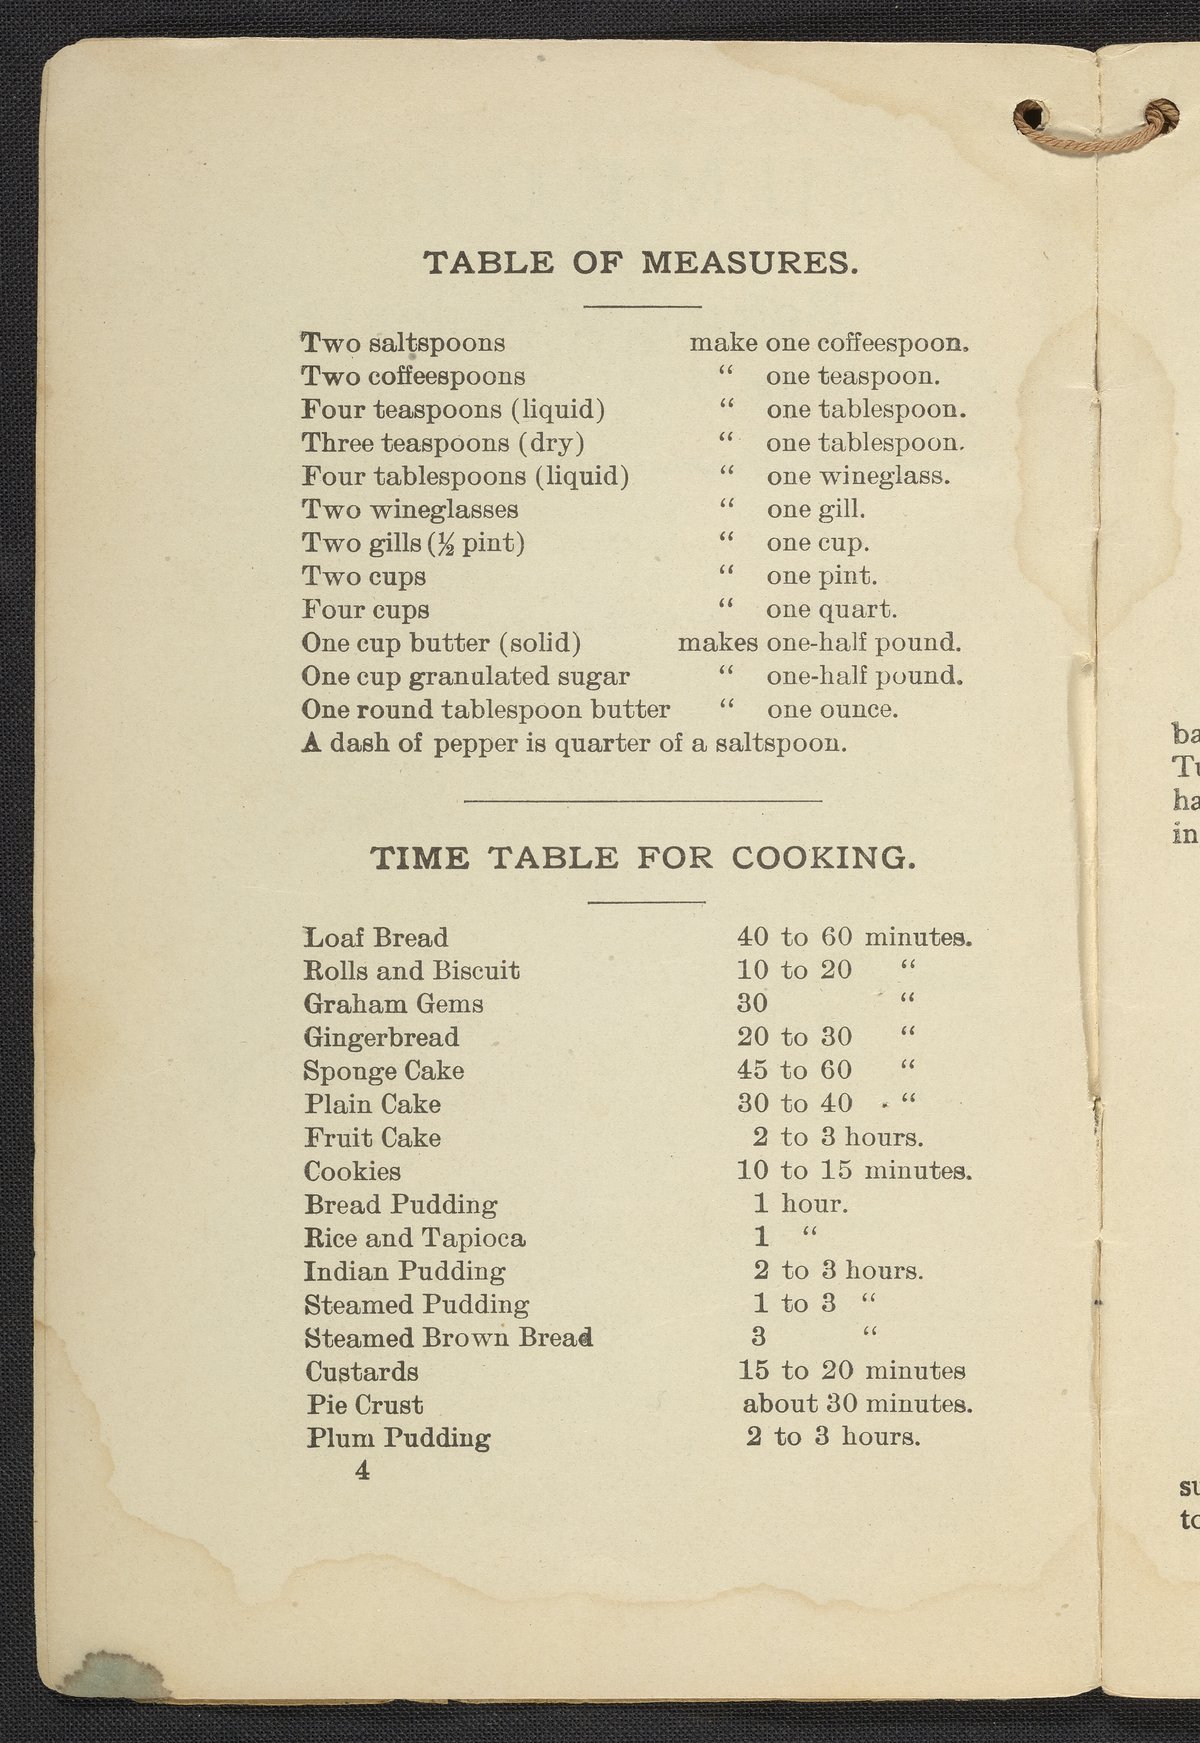 TABLE OF MEASURES.
Two saltspoons make one coffeespoon.
Two coffeespoons “ one teaspoon.
Four teaspoons (liquid) “ one tablespoon.
Three teaspoons (dry) “ one tablespoon.
Four tablespoons (liquid) “ one wineglass.
Two wineglasses “ one gill.
Two gills (½ pint) “ one cup.
Two cups “ one pint.
Four cups “ one quart.
One cup butter (solid) makes one-half pound.
One cup granulated sugar “ one-half pound.
One round tablespoon butter “ one ounce.
A dash of pepper is quarter of a saltspoon.
TIME TABLE FOR COOKING.
Loaf Bread 40 to 60 minutes.
Rolls and Biscuit 10 to 20 “
Graham Gems 30 “
Gingerbread 20 to 30 “
Sponge Cake 45 to 60 “
Plain Cake 30 to 40 “
Fruit Cake 2 to 3 hours.
Cookies 10 to 15 minutes.
Bread Pudding 1 hour.
Rice and Tapioca 1 “
Indian Pudding 2 to 3 hours.
Steamed Pudding 1 to 3 “
Steamed Brown Bread 3 “
Custards 15 to 20 minutes
Pie Crust about 30 minutes.
Plum Pudding 2 to 3 hours.
4